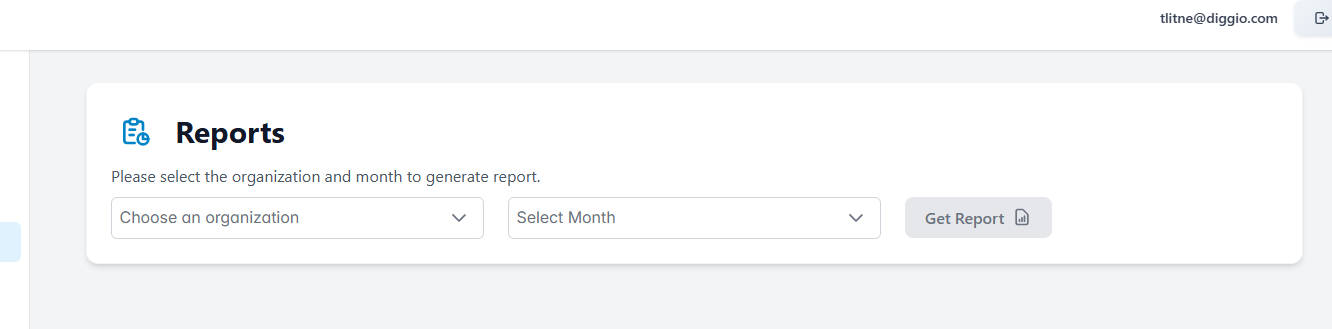 tlitne@diggio.com
Reports
Please select the organization and month to generate report.
Choose an organization
Select Month
Get Report